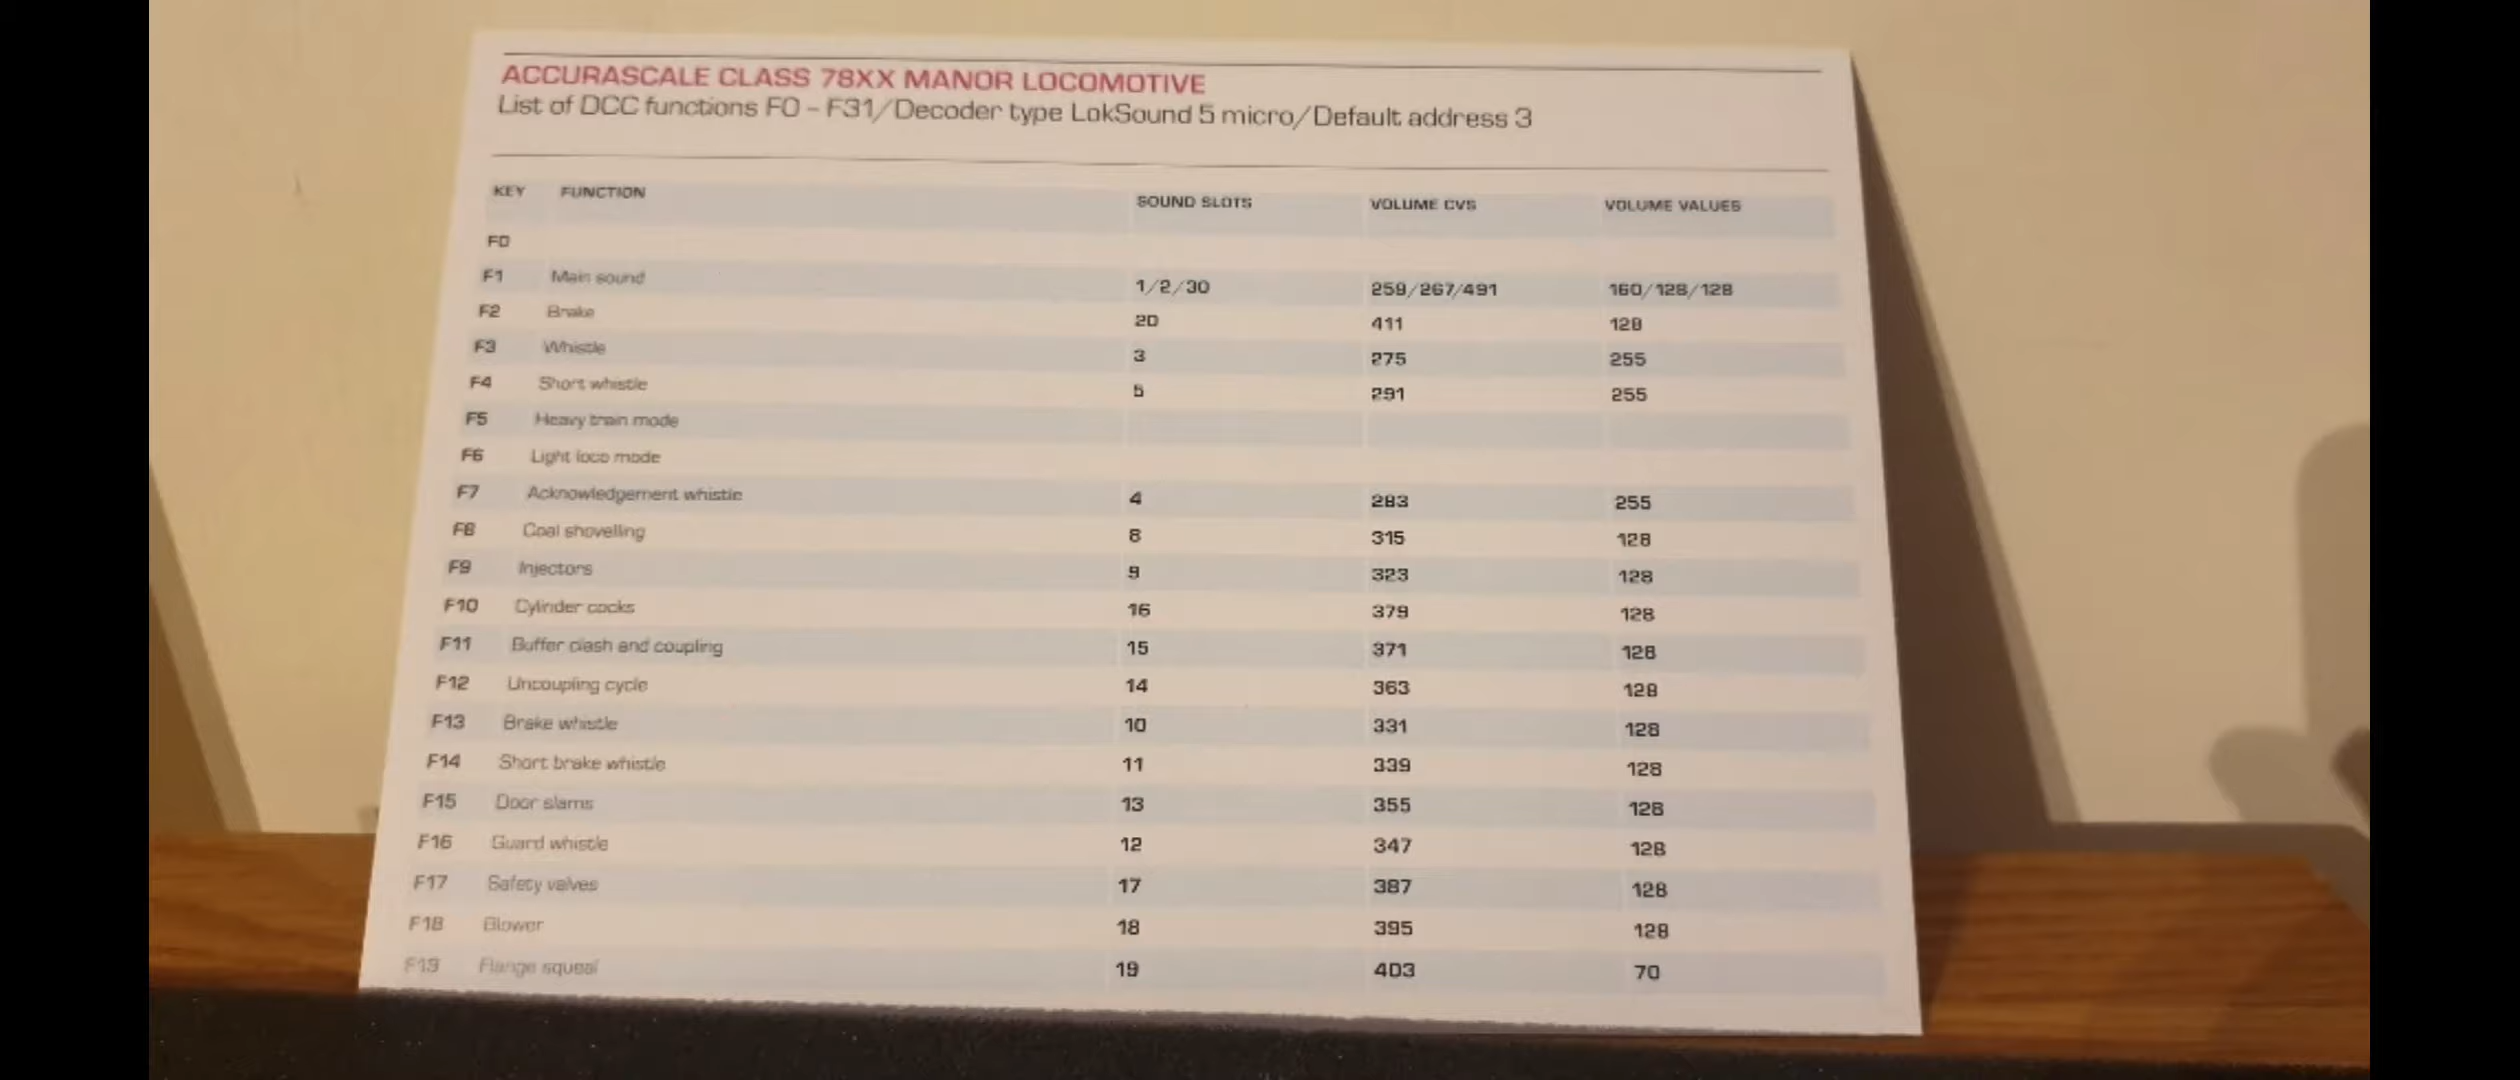 ACCURASCALE CLASS 78XX MANOR LOCOMOTIVE
List of DCC functions F0 – F31/Decoder type LokSound 5 micro/Default address 3
KEY FUNCTION SOUND SLOTS VOLUME CVS VOLUME VALUES
F0
F1 Main sound 1/2/30 259/267/491 160/128/128
F2 Brake 20 411 128
F3 Whistle 3 275 255
F4 Short whistle 5 291 255
F5 Heavy train mode
F6 Light loco mode
F7 Acknowledgement whistle 4 283 255
F8 Coal shovelling 8 315 128
F9 Injectors 9 323 128
F10 Cylinder cocks 16 379 128
F11 Buffer clash and coupling 15 371 128
F12 Uncoupling cycle 14 363 128
F13 Brake whistle 10 331 128
F14 Short brake whistle 11 339 128
F15 Door slams 13 355 128
F16 Guard whistle 12 347 128
F17 Safety valves 17 387 128
F18 Blower 18 395 128
F19 Flange squeal 19 403 70